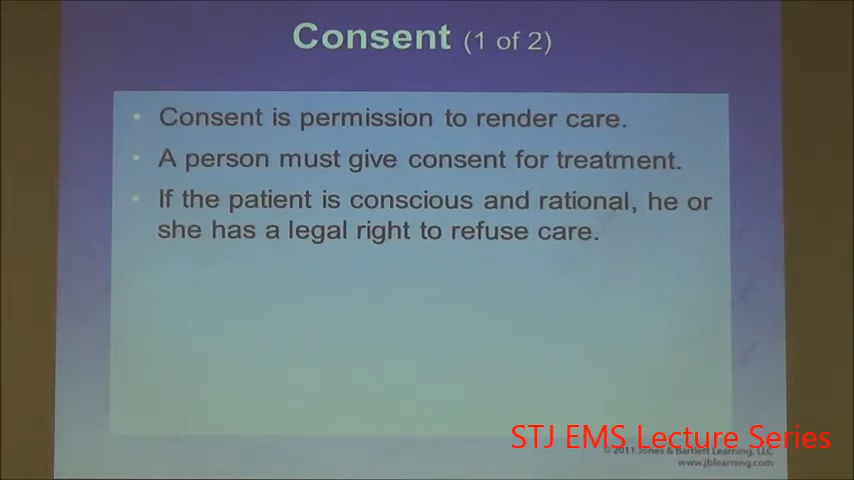 Consent (1 of 2)
• Consent is permission to render care.
• A person must give consent for treatment.
• If the patient is conscious and rational, he or
she has a legal right to refuse care.
STJ EMS Lecture Series
© 2011 Jones & Bartlett Learning, LLC
www.jblearning.com